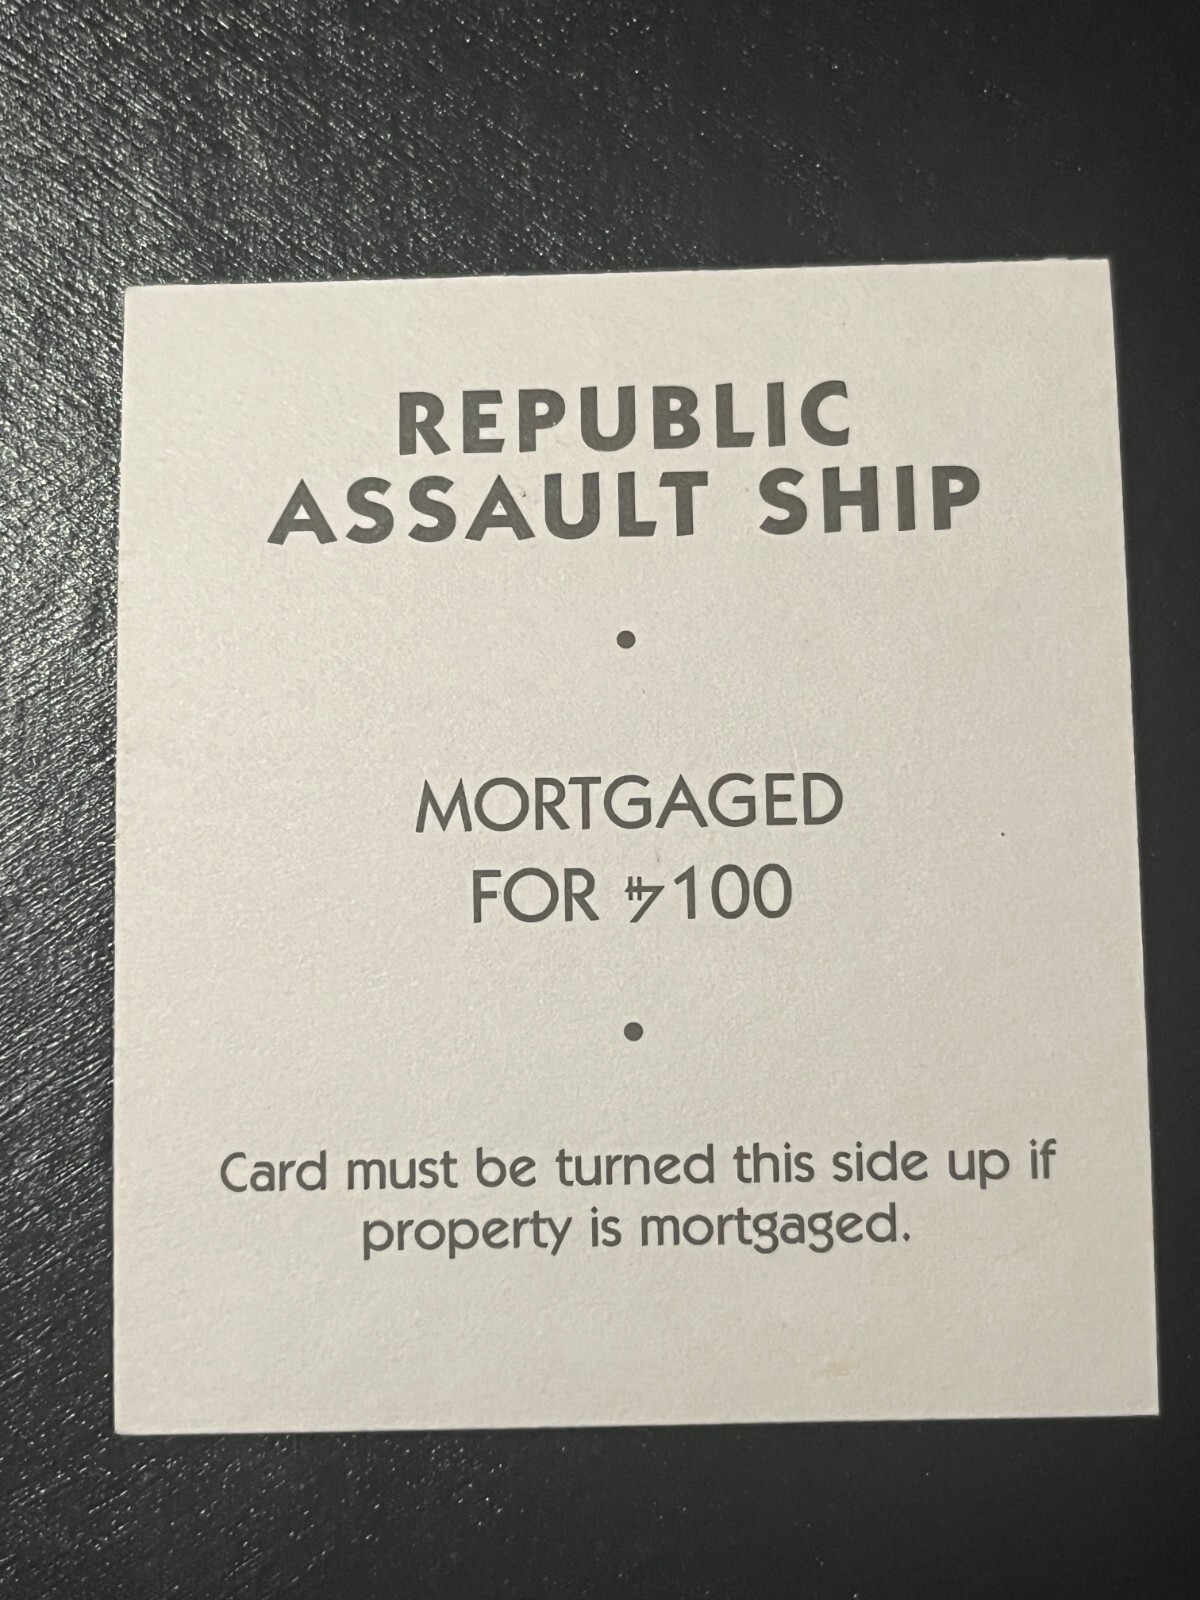 REPUBLIC
ASSAULT SHIP
•
MORTGAGED
FOR 100
•
Card must be turned this side up if
property is mortgaged.